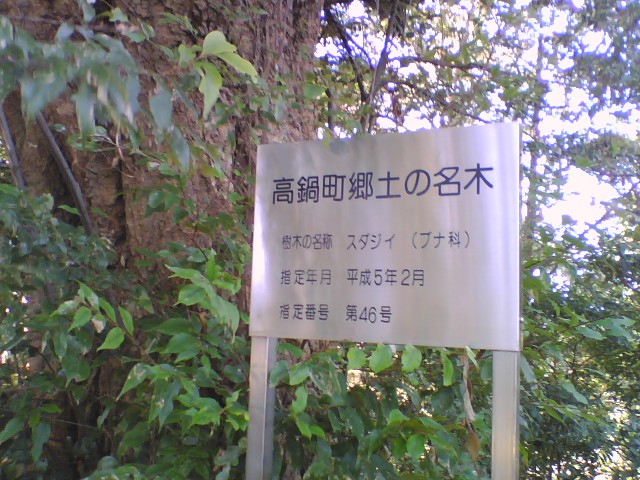 高鍋町郷土の名木
樹木の名称 スダジイ (ブナ科)
指定年月 平成5年2月
指定番号 第46号